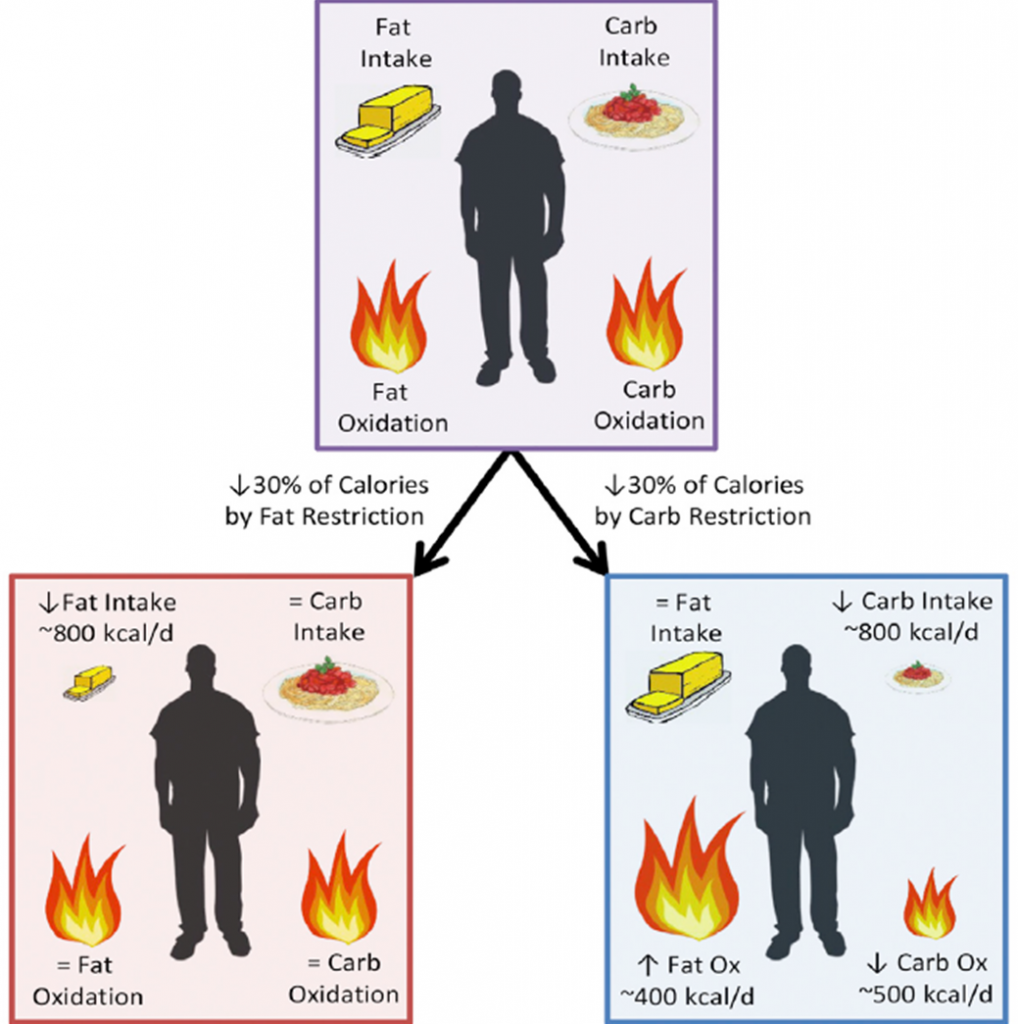 Fat
Intake
Carb
Intake
Fat
Oxidation
Carb
Oxidation
↓30% of Calories
by Fat Restriction
↓30% of Calories
by Carb Restriction
↓Fat Intake
~800 kcal/d
= Carb
Intake
= Fat
Oxidation
= Carb
Oxidation
= Fat
Intake
↓ Carb Intake
~800 kcal/d
↑ Fat Ox
~400 kcal/d
↓ Carb Ox
~500 kcal/d